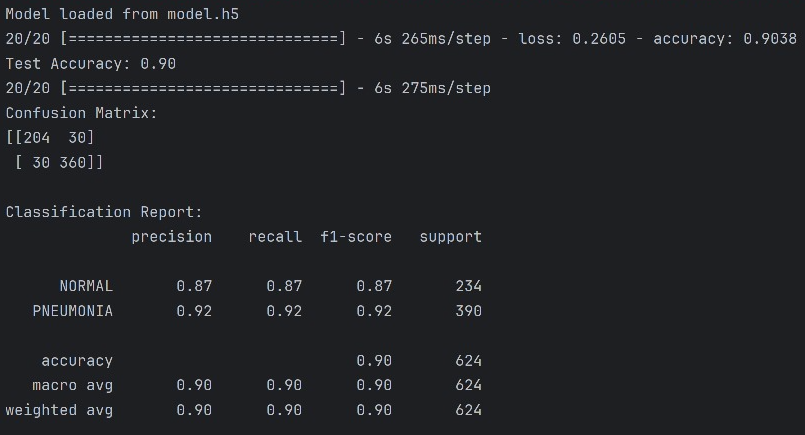 Model loaded from model.h5
20/20 [==============================] - 6s 265ms/step - loss: 0.2605 - accuracy: 0.9038
Test Accuracy: 0.90
20/20 [==============================] - 6s 275ms/step
Confusion Matrix:
[[204  30]
 [ 30 360]]
Classification Report:
              precision    recall  f1-score   support
      NORMAL       0.87      0.87      0.87       234
   PNEUMONIA       0.92      0.92      0.92       390
    accuracy                           0.90       624
   macro avg       0.90      0.90      0.90       624
weighted avg       0.90      0.90      0.90       624